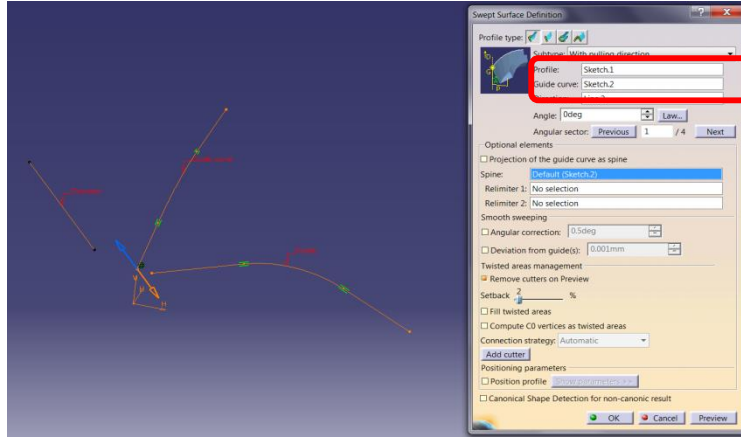 Swept Surface Definition
Profile type:
Subtype: With pulling direction
Profile: Sketch.1
Guide curve: Sketch.2
Angle: 0deg Law...
Angular sector: Previous 1 / 4 Next
Optional elements
Projection of the guide curve as spine
Spine: Default (Sketch.2)
Relimiter 1: No selection
Relimiter 2: No selection
Smooth sweeping
Angular correction: 0.5deg
Deviation from guide(s): 0.001mm
Twisted areas management
Remove cutters on Preview
Setback 2 %
Fill twisted areas
Compute C0 vertices as twisted areas
Connection strategy: Automatic
Add cutter
Positioning parameters
Position profile
Canonical Shape Detection for non-canonic result
OK Cancel Preview